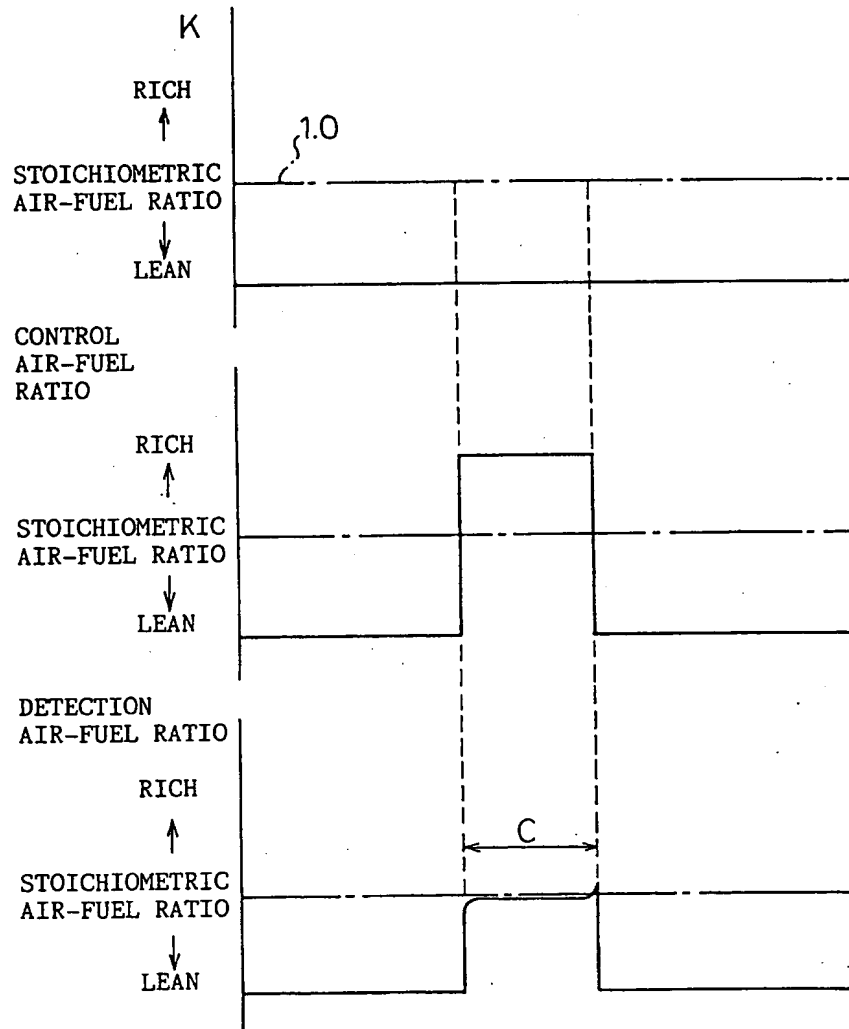 K
RICH
1.0
STOICHIOMETRIC
AIR-FUEL RATIO
LEAN
CONTROL
AIR-FUEL
RATIO
RICH
STOICHIOMETRIC
AIR-FUEL RATIO
LEAN
DETECTION
AIR-FUEL RATIO
RICH
C
STOICHIOMETRIC
AIR-FUEL RATIO
LEAN